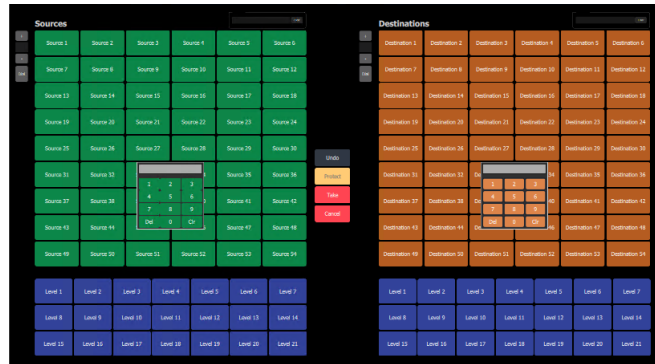 Sources
Source 1 Source 2 Source 3 Source 4 Source 5 Source 6
Del
Source 7 Source 8 Source 9 Source 10 Source 11 Source 12
Source 13 Source 14 Source 15 Source 16 Source 17 Source 18
Source 19 Source 20 Source 21 Source 22 Source 23 Source 24
Source 25 Source 26 Source 27 Source 28 Source 29 Source 30
Source 31 Source 32 Source 35 Source 36
Source 37 Source 38 Source 41 Source 42
Source 43 Source 44 Source 47 Source 48
Source 49 Source 50 Source 51 Source 52 Source 53 Source 54
1 2 3
4 5 6
7 8 9
Del 0 Clr
Level 1 Level 2 Level 3 Level 4 Level 5 Level 6 Level 7
Level 8 Level 9 Level 10 Level 11 Level 12 Level 13 Level 14
Level 15 Level 16 Level 17 Level 18 Level 19 Level 20 Level 21
Undo
Protect
Take
Cancel
Destinations
Destination 1 Destination 2 Destination 3 Destination 4 Destination 5 Destination 6
Del
Destination 7 Destination 8 Destination 9 Destination 10 Destination 11 Destination 12
Destination 13 Destination 14 Destination 15 Destination 16 Destination 17 Destination 18
Destination 19 Destination 20 Destination 21 Destination 22 Destination 23 Destination 24
Destination 25 Destination 26 Destination 27 Destination 28 Destination 29 Destination 30
Destination 31 Destination 32 34 Destination 35 Destination 36
Destination 37 Destination 38 40 Destination 41 Destination 42
Destination 43 Destination 44 Destination 47 Destination 48
Destination 49 Destination 50 Destination 51 Destination 52 Destination 53 Destination 54
1 2 3
4 5 6
7 8 9
Del 0 Clr
Level 1 Level 2 Level 3 Level 4 Level 5 Level 6 Level 7
Level 8 Level 9 Level 10 Level 11 Level 12 Level 13 Level 14
Level 15 Level 16 Level 17 Level 18 Level 19 Level 20 Level 21